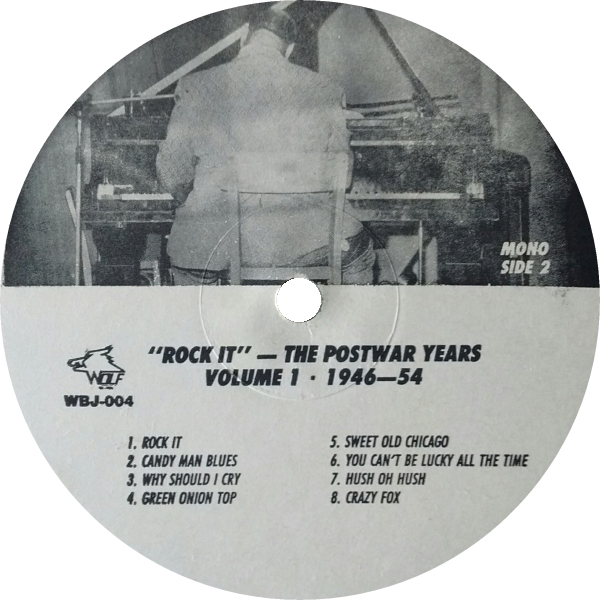 MONO
SIDE 2
"ROCK IT" — THE POSTWAR YEARS
VOLUME 1 · 1946—54
WOLF
WBJ-004
1. ROCK IT
2. CANDY MAN BLUES
3. WHY SHOULD I CRY
4. GREEN ONION TOP
5. SWEET OLD CHICAGO
6. YOU CAN'T BE LUCKY ALL THE TIME
7. HUSH OH HUSH
8. CRAZY FOX